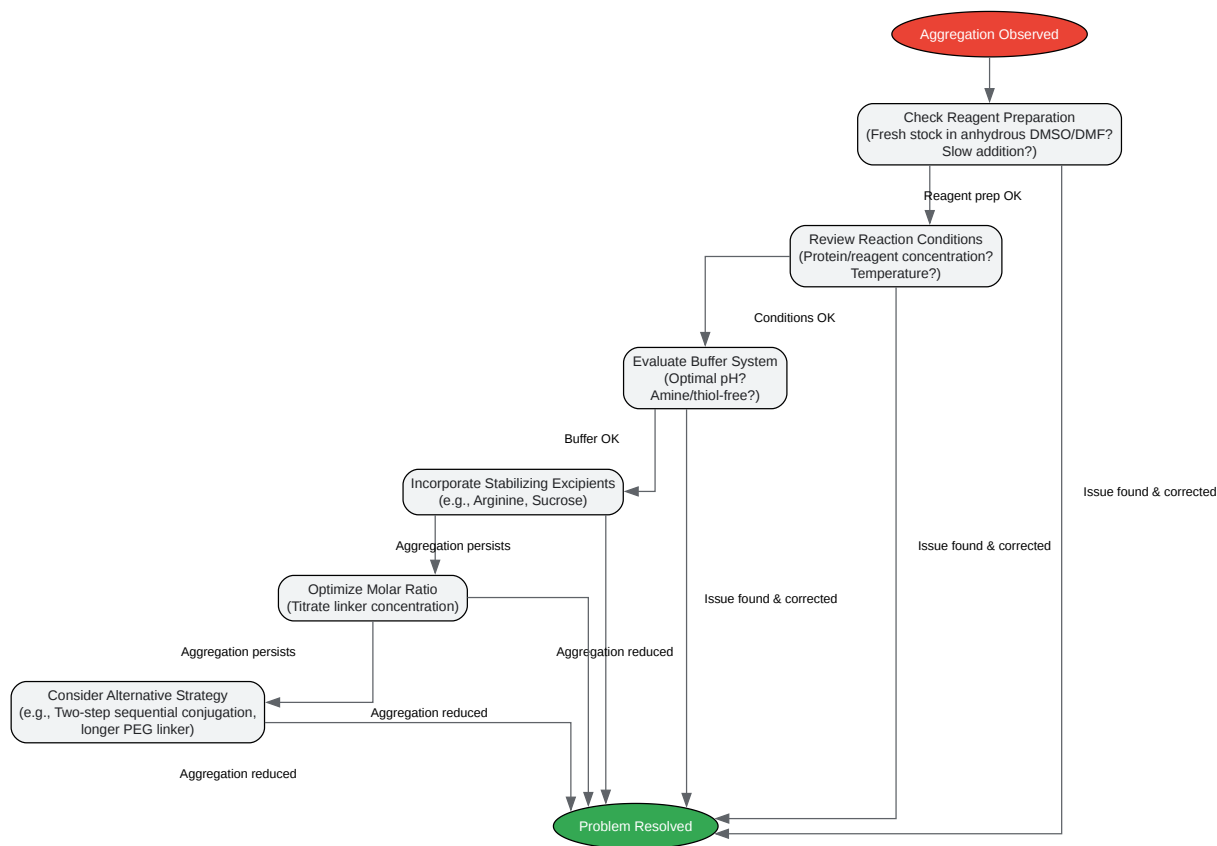 Aggregation Observed
Check Reagent Preparation
(Fresh stock in anhydrous DMSO/DMF?
Slow addition?)
Reagent prep OK
Review Reaction Conditions
(Protein/reagent concentration?
Temperature?)
Conditions OK
Evaluate Buffer System
(Optimal pH?
Amine/thiol-free?)
Buffer OK
Incorporate Stabilizing Excipients
(e.g., Arginine, Sucrose)
Issue found & corrected
Aggregation persists
Issue found & corrected
Optimize Molar Ratio
(Titrate linker concentration)
Issue found & corrected
Aggregation persists
Aggregation reduced
Consider Alternative Strategy
(e.g., Two-step sequential conjugation,
longer PEG linker)
Aggregation reduced
Aggregation reduced
Problem Resolved